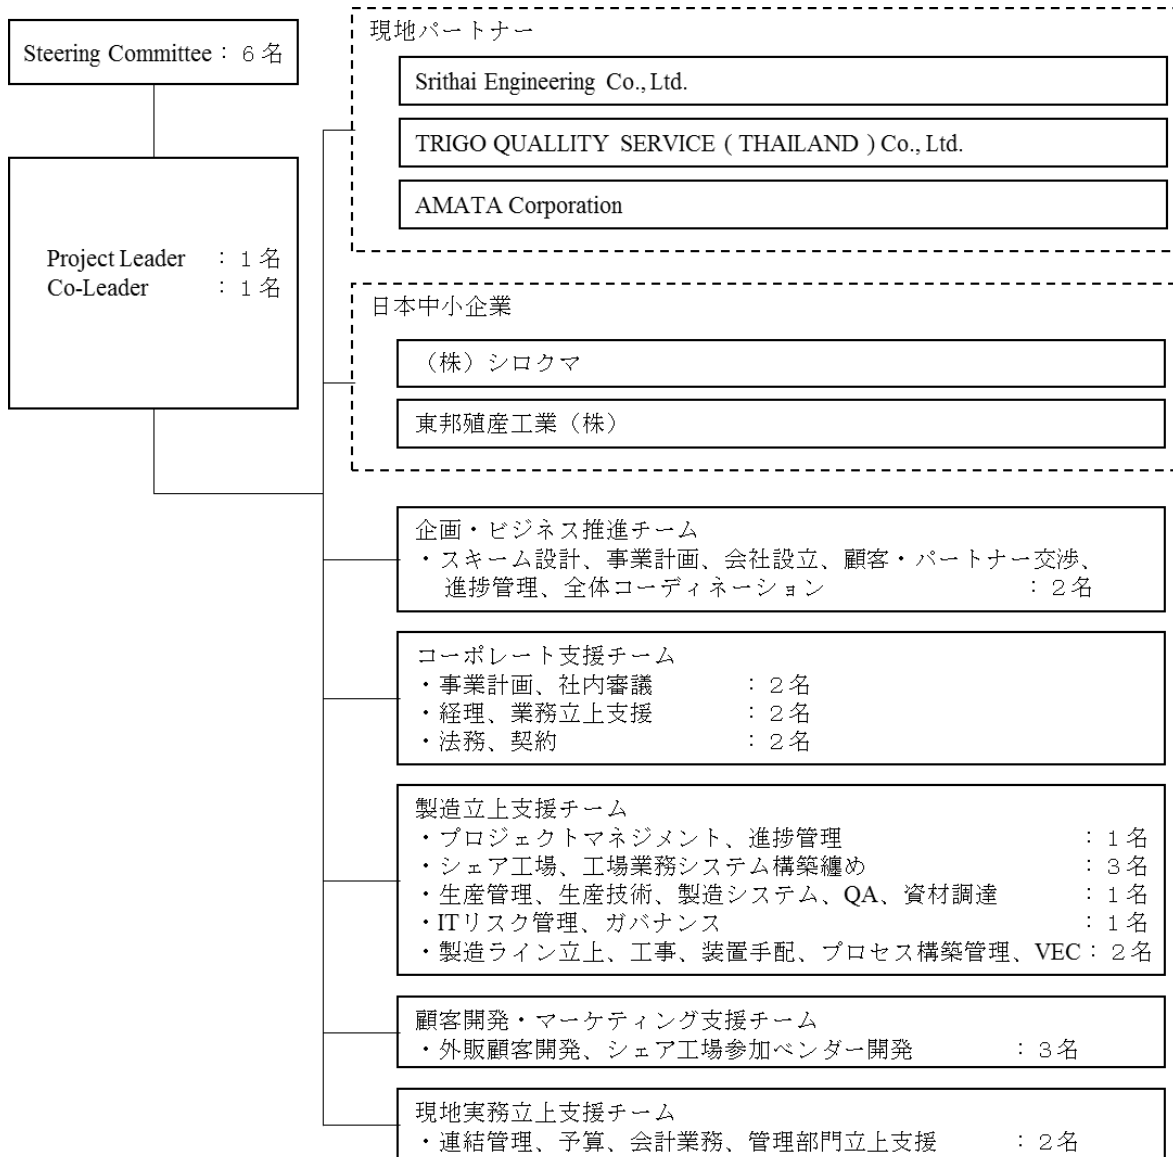 Steering Committee：６名
Project Leader ：１名
Co-Leader ：１名
現地パートナー
Srithai Engineering Co., Ltd.
TRIGO QUALLITY SERVICE ( THAILAND ) Co., Ltd.
AMATA Corporation
日本中小企業
（株）シロクマ
東邦殖産工業（株）
企画・ビジネス推進チーム
・スキーム設計、事業計画、会社設立、顧客・パートナー交渉、
進捗管理、全体コーディネーション ：２名
コーポレート支援チーム
・事業計画、社内審議 ：２名
・経理、業務立上支援 ：２名
・法務、契約 ：２名
製造立上支援チーム
・プロジェクトマネジメント、進捗管理 ：１名
・シェア工場、工場業務システム構築纏め ：３名
・生産管理、生産技術、製造システム、QA、資材調達 ：１名
・ITリスク管理、ガバナンス ：１名
・製造ライン立上、工事、装置手配、プロセス構築管理、VEC：２名
顧客開発・マーケティング支援チーム
・外販顧客開発、シェア工場参加ベンダー開発 ：３名
現地実務立上支援チーム
・連結管理、予算、会計業務、管理部門立上支援 ：２名